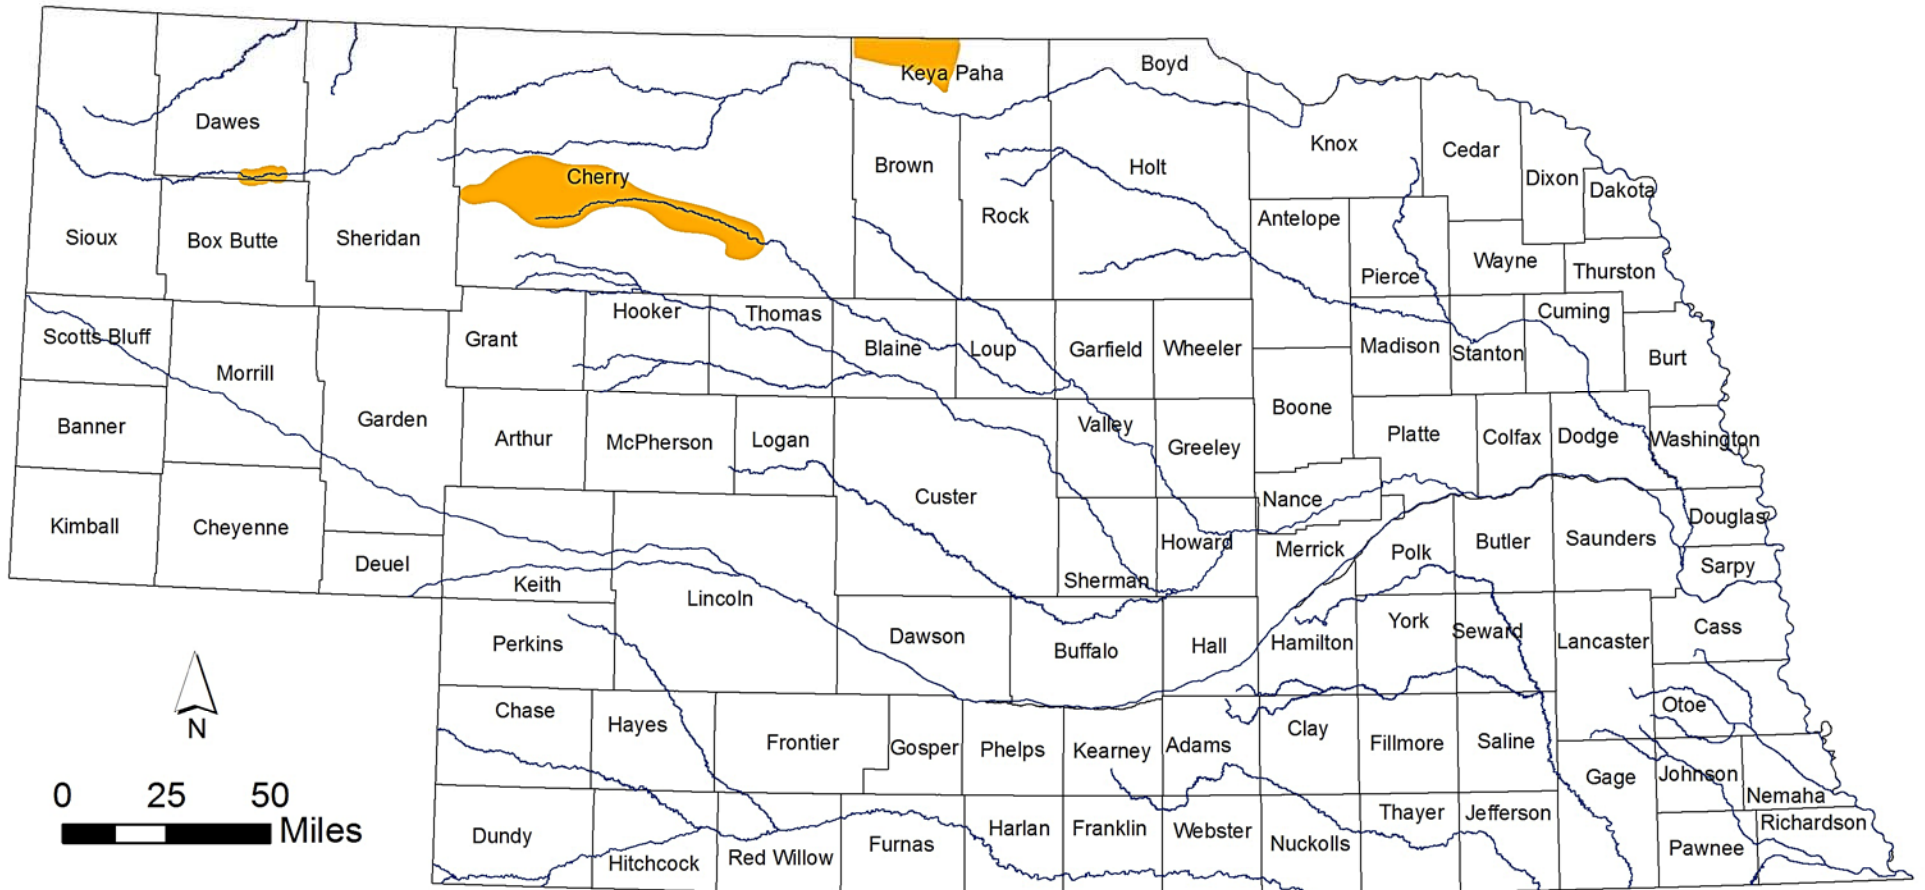 Keya Paha
Boyd
Dawes
Knox
Cedar
Brown
Holt
Cherry
Dixon
Dakota
Rock
Antelope
Sioux
Box Butte
Sheridan
Wayne
Pierce
Thurston
Scotts Bluff
Grant
Hooker
Thomas
Cuming
Blaine
Loup
Garfield
Wheeler
Madison
Stanton
Burt
Morrill
Boone
Banner
Garden
Arthur
McPherson
Logan
Valley
Greeley
Platte
Colfax
Dodge
Washington
Custer
Nance
Kimball
Cheyenne
Douglas
Deuel
Howard
Merrick
Polk
Butler
Saunders
Keith
Lincoln
Sherman
Sarpy
Perkins
Dawson
Buffalo
Hall
Hamilton
York
Seward
Lancaster
Cass
N
Chase
Hayes
Frontier
Gosper
Phelps
Kearney
Adams
Clay
Fillmore
Saline
Otoe
0 25 50
Miles
Gage
Johnson
Nemaha
Dundy
Hitchcock
Red Willow
Furnas
Harlan
Franklin
Webster
Nuckolls
Thayer
Jefferson
Pawnee
Richardson